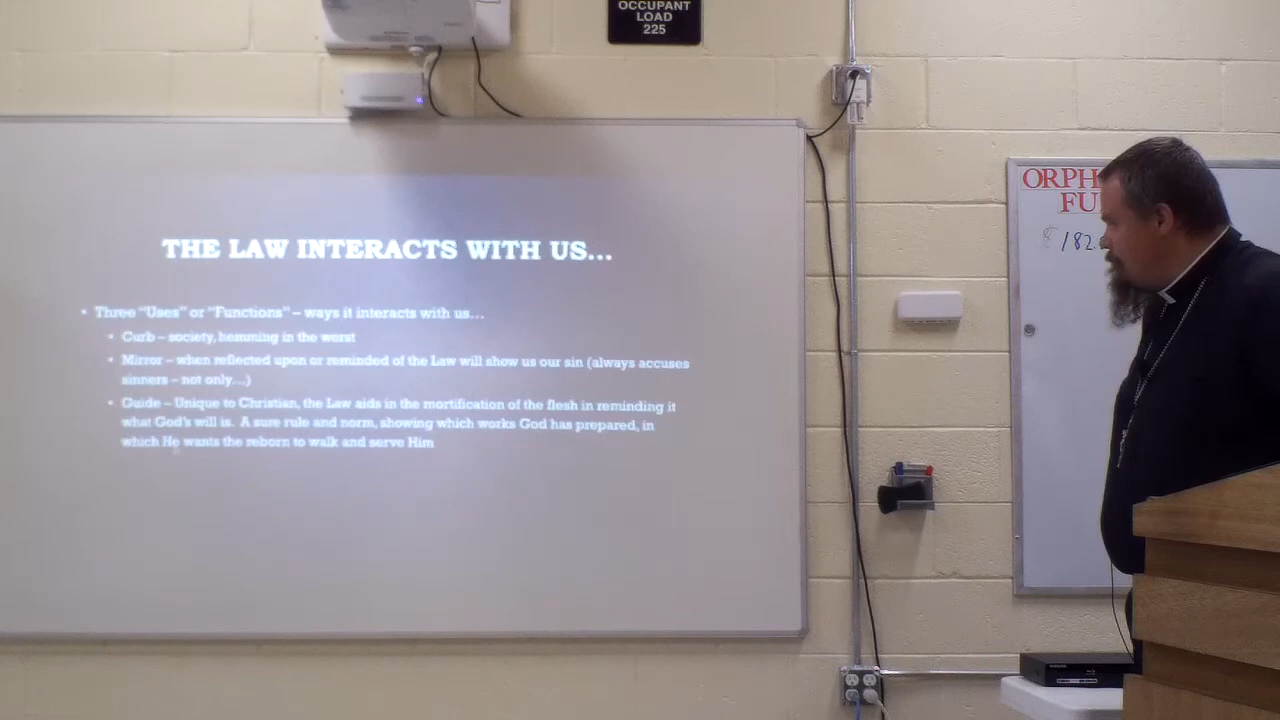 OCCUPANT
LOAD
225
THE LAW INTERACTS WITH US...
• Three “Uses” or “Functions” – ways it interacts with us...
• Curb – society, hemming in the worst
• Mirror – when reflected upon or reminded of the Law will show us our sin (always accuses
sinners – not only...)
• Guide – Unique to Christian, the Law aids in the mortification of the flesh in reminding it
what God's will is. A sure rule and norm, showing which works God has prepared, in
which He wants the reborn to walk and serve Him
ORPH
FU
$182.